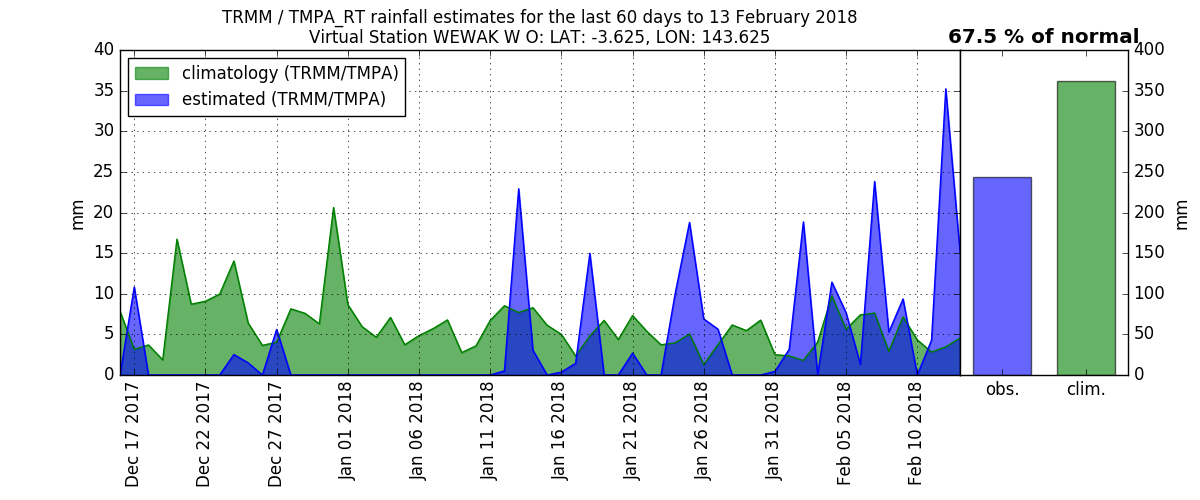 TRMM / TMPA_RT rainfall estimates for the last 60 days to 13 February 2018
Virtual Station WEWAK W O: LAT: -3.625, LON: 143.625
67.5 % of normal
climatology (TRMM/TMPA)
estimated (TRMM/TMPA)
40
35
30
25
20
15
10
5
0
mm
400
350
300
250
200
150
100
50
0
mm
Dec 17 2017
Dec 22 2017
Dec 27 2017
Jan 01 2018
Jan 06 2018
Jan 11 2018
Jan 16 2018
Jan 21 2018
Jan 26 2018
Jan 31 2018
Feb 05 2018
Feb 10 2018
obs.
clim.